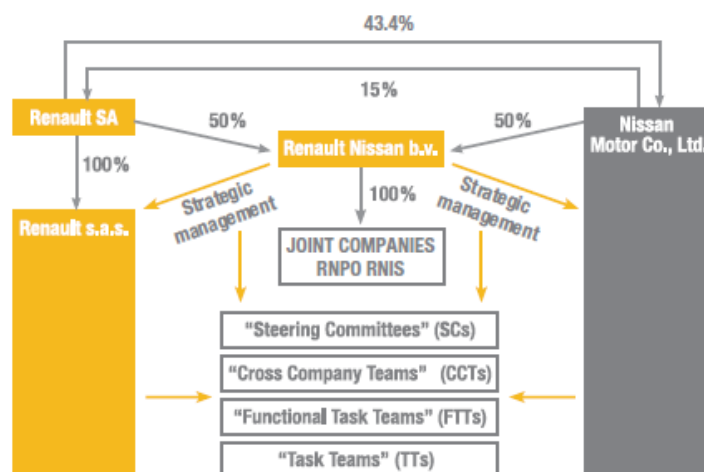 43.4%
15%
Renault SA
50%
50%
Nissan
Motor Co., Ltd.
Renault Nissan b.v.
100%
100%
Strategic
management
Strategic
management
Renault s.a.s.
JOINT COMPANIES
RNPO RNIS
“Steering Committees” (SCs)
“Cross Company Teams” (CCTs)
“Functional Task Teams” (FTTs)
“Task Teams” (TTs)